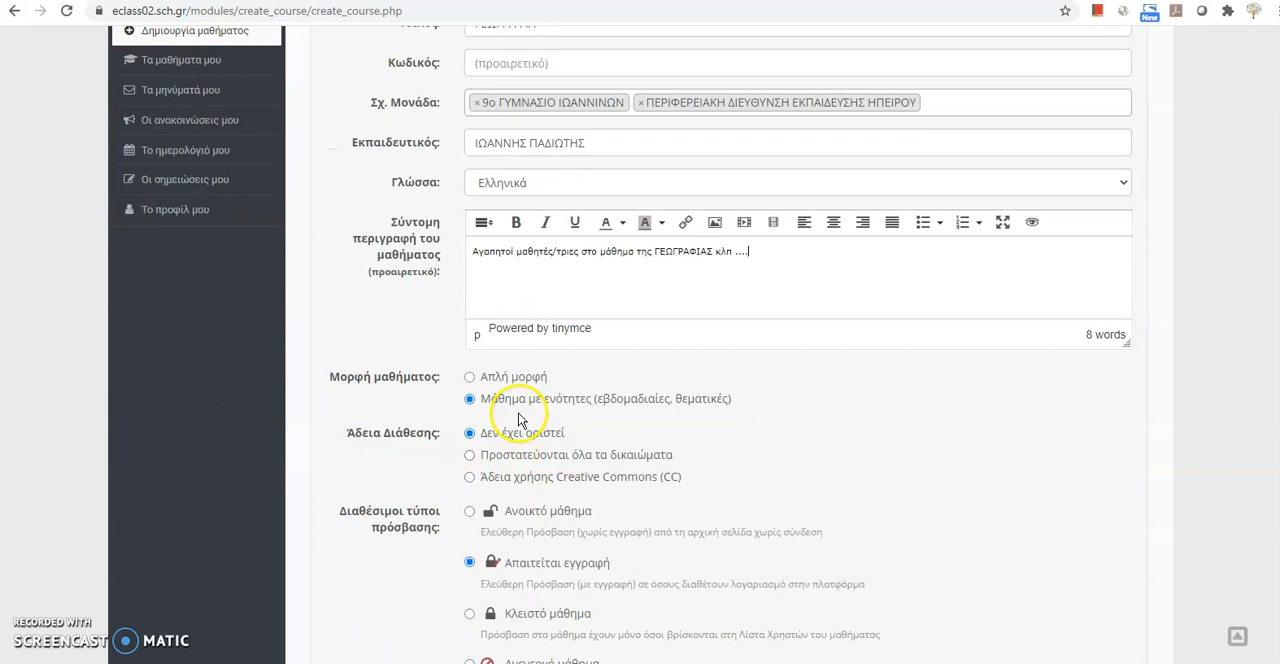 eclass02.sch.gr/modules/create_course/create_course.php
New
Δημιουργία μαθήματος
Τα μαθήματα μου
Τα μηνύματά μου
Οι ανακοινώσεις μου
Το ημερολόγιό μου
Οι σημειώσεις μου
Το προφίλ μου
Κωδικός: (προαιρετικό)
Σχ. Μονάδα: ×9ο ΓΥΜΝΑΣΙΟ ΙΩΑΝΝΙΝΩΝ ×ΠΕΡΙΦΕΡΕΙΑΚΗ ΔΙΕΥΘΥΝΣΗ ΕΚΠΑΙΔΕΥΣΗΣ ΗΠΕΙΡΟΥ
Εκπαιδευτικός: ΙΩΑΝΝΗΣ ΠΑΔΙΩΤΗΣ
Γλώσσα: Ελληνικά
Σύντομη
περιγραφή του
μαθήματος
(προαιρετικό):
B I U A A
Αγαπητοί μαθητές/τριες στο μάθημα της ΓΕΩΓΡΑΦΙΑΣ κλπ ....
p Powered by tinymce 8 words
Μορφή μαθήματος: Απλή μορφή
Μάθημα με ενότητες (εβδομαδιαίες, θεματικές)
Άδεια Διάθεσης: Δεν έχει οριστεί
Προστατεύονται όλα τα δικαιώματα
Άδεια χρήσης Creative Commons (CC)
Διαθέσιμοι τύποι
πρόσβασης:
Ανοικτό μάθημα
Ελεύθερη Πρόσβαση (χωρίς εγγραφή) από τη αρχική σελίδα χωρίς σύνδεση
Απαιτείται εγγραφή
Ελεύθερη Πρόσβαση (με εγγραφή) σε όσους διαθέτουν λογαριασμό στην πλατφόρμα
Κλειστό μάθημα
Πρόσβαση στο μάθημα έχουν μόνο όσοι βρίσκονται στη Λίστα Χρηστών του μαθήματος
RECORDED WITH
SCREENCAST MATIC